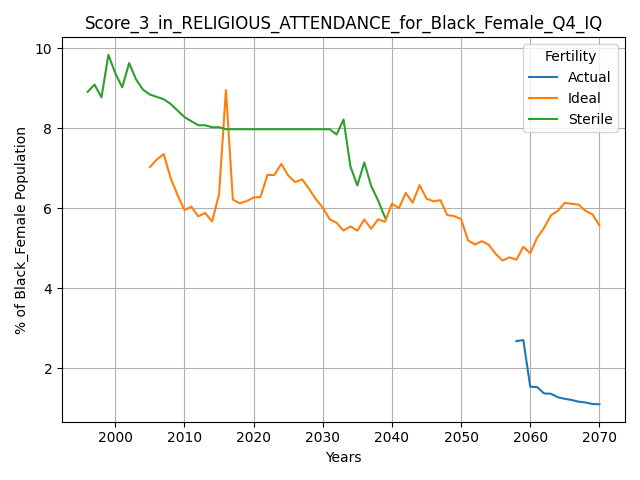 Score_3_in_RELIGIOUS_ATTENDANCE_for_Black_Female_Q4_IQ
Fertility
Actual
Ideal
Sterile
% of Black_Female Population
10
8
6
4
2
2000 2010 2020 2030 2040 2050 2060 2070
Years